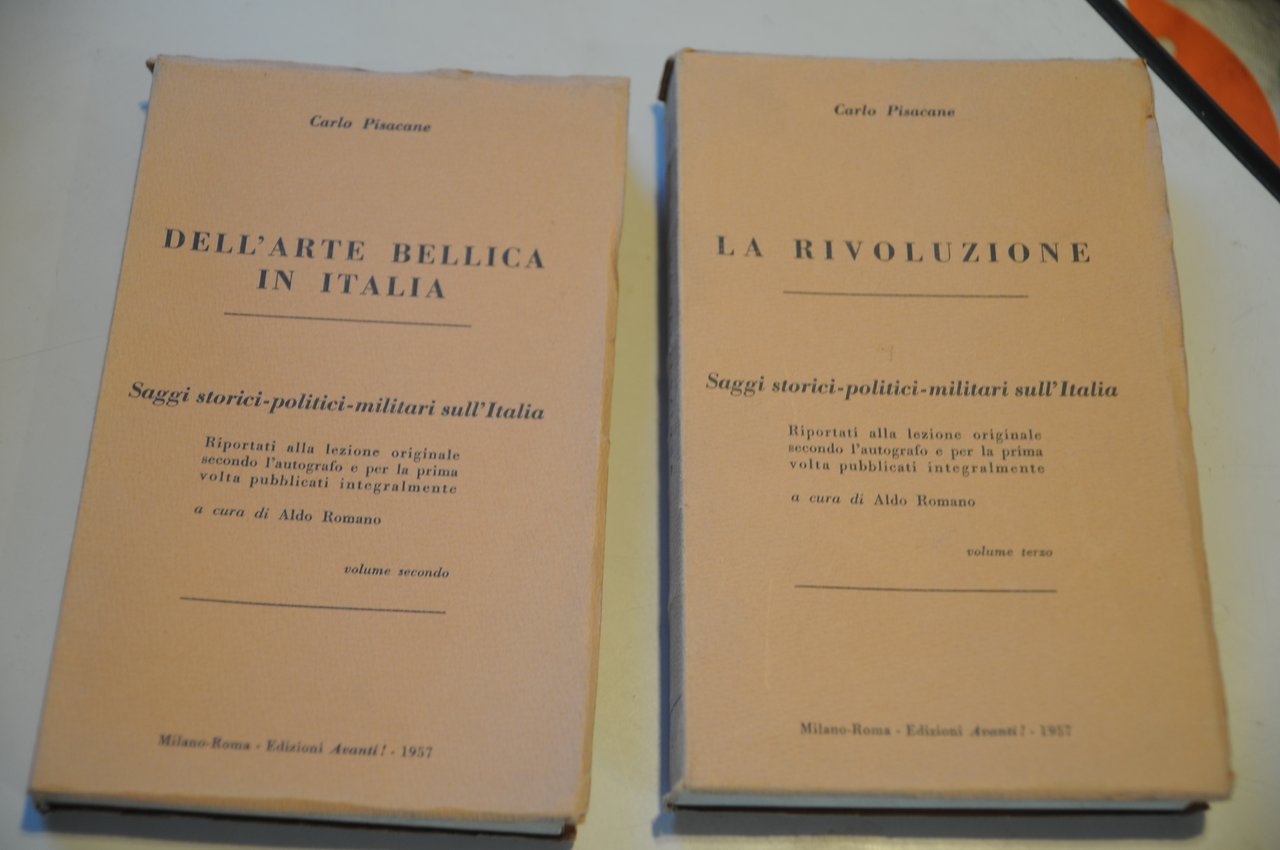 Carlo Pisacane
DELL'ARTE BELLICA
IN ITALIA
Saggi storici-politici-militari sull'Italia
Riportati alla lezione originale
secondo l'autografo e per la prima
volta pubblicati integralmente
a cura di Aldo Romano
volume secondo
Milano-Roma - Edizioni Avanti! - 1957
Carlo Pisacane
LA RIVOLUZIONE
Saggi storici-politici-militari sull'Italia
Riportati alla lezione originale
secondo l'autografo e per la prima
volta pubblicati integralmente
a cura di Aldo Romano
volume terzo
Milano-Roma - Edizioni Avanti! - 1957